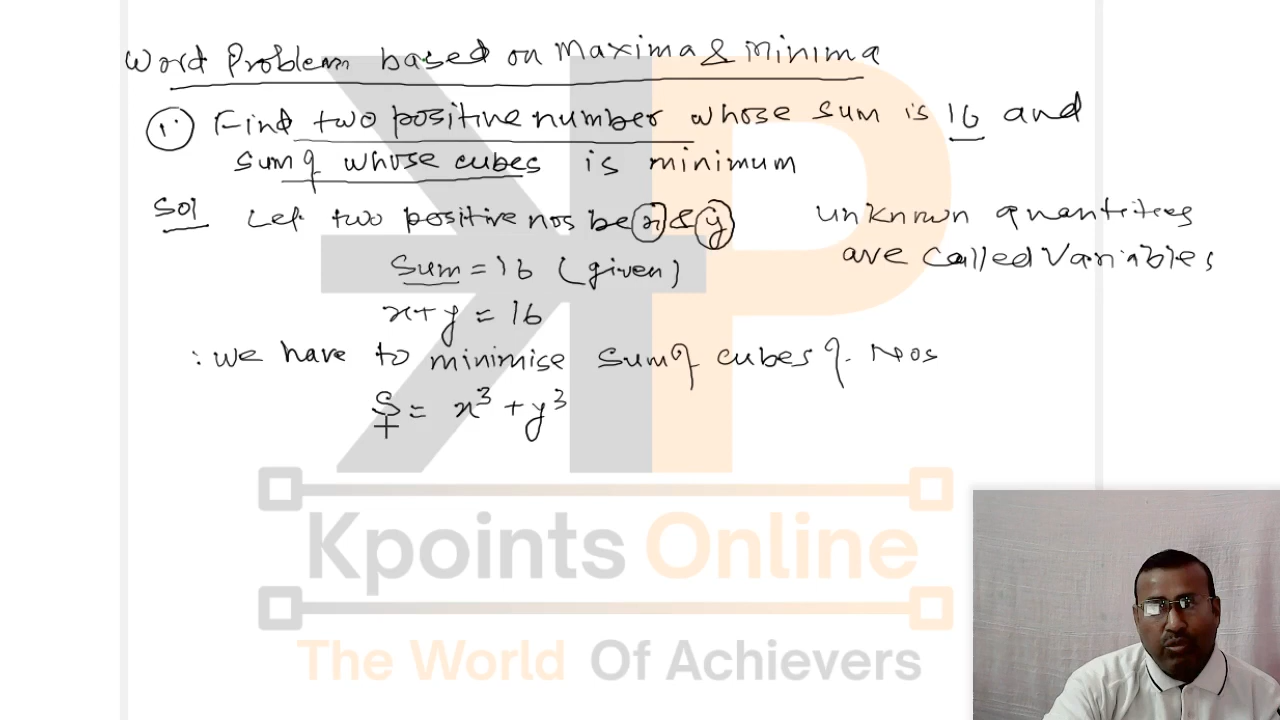 Word Problem based on Maxima & Minima
1. Find two positive number whose sum is 16 and
sum of whose cubes is minimum
Sol Let two positive nos be x & y
unknown quantities
are called Variables
Sum = 16 (given)
x + y = 16
∴ we have to minimise sum of cubes of Nos
S = x³ + y³
KP
Kpoints Online
The World Of Achievers